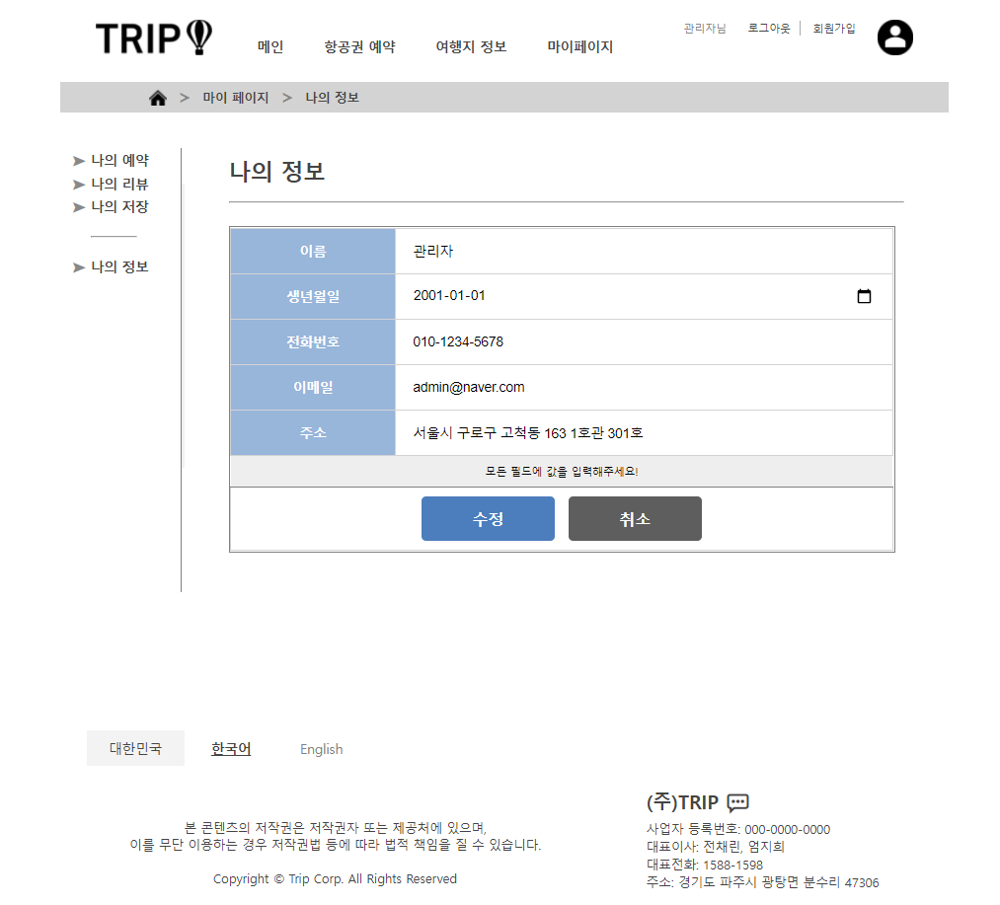 TRIP
메인 항공권 예약 여행지 정보 마이페이지
관리자님 로그아웃 회원가입
> 마이 페이지 > 나의 정보
➤ 나의 예약
➤ 나의 리뷰
➤ 나의 저장
➤ 나의 정보
나의 정보
이름 관리자
생년월일 2001-01-01
전화번호 010-1234-5678
이메일 admin@naver.com
주소 서울시 구로구 고척동 163 1호관 301호
모든 필드에 값을 입력해주세요!
수정 취소
대한민국 한국어 English
본 콘텐츠의 저작권은 저작권자 또는 제공처에 있으며,
이를 무단 이용하는 경우 저작권법 등에 따라 법적 책임을 질 수 있습니다.
Copyright © Trip Corp. All Rights Reserved
(주)TRIP
사업자 등록번호: 000-0000-0000
대표이사: 전채린, 엄지희
대표전화: 1588-1598
주소: 경기도 파주시 광탕면 분수리 47306